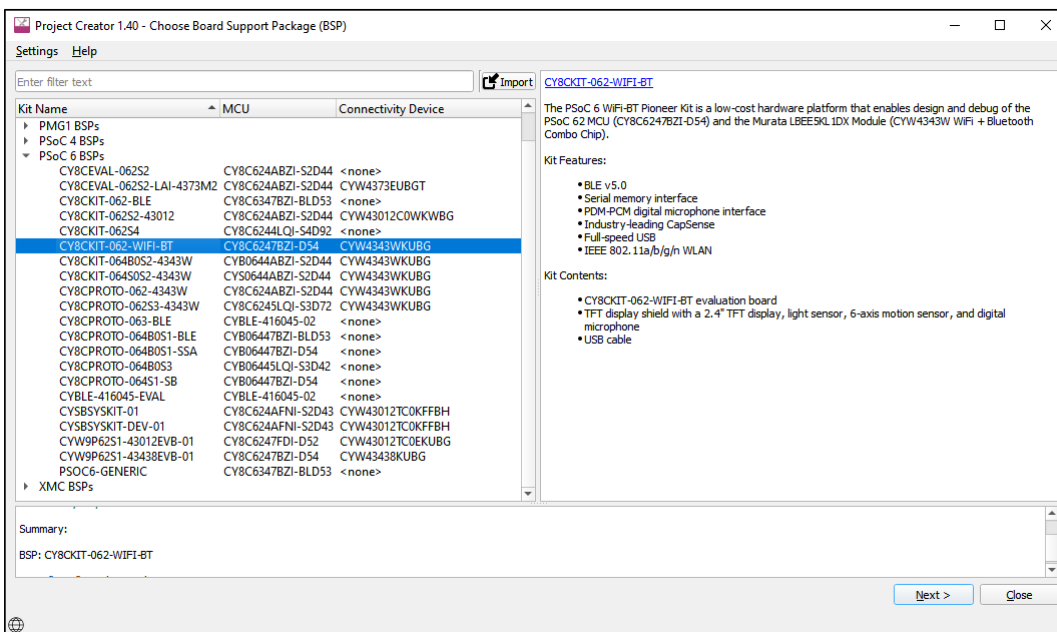 Project Creator 1.40 - Choose Board Support Package (BSP)
Settings Help
Enter filter text
Import
Kit Name MCU Connectivity Device
PMG1 BSPs
PSoC 4 BSPs
PSoC 6 BSPs
CY8CEVAL-062S2 CY8C624ABZI-S2D44 <none>
CY8CEVAL-062S2-LAI-4373M2 CY8C624ABZI-S2D44 CYW4373EUBGT
CY8CKIT-062-BLE CY8C6347BZI-BLD53 <none>
CY8CKIT-062S2-43012 CY8C624ABZI-S2D44 CYW43012C0WKWBG
CY8CKIT-062S4 CY8C6244LQI-S4D92 <none>
CY8CKIT-062-WIFI-BT CY8C6247BZI-D54 CYW4343WKUBG
CY8CKIT-064B0S2-4343W CYB0644ABZI-S2D44 CYW4343WKUBG
CY8CKIT-064S0S2-4343W CYS0644ABZI-S2D44 CYW4343WKUBG
CY8CPROTO-062-4343W CY8C624ABZI-S2D44 CYW4343WKUBG
CY8CPROTO-062S3-4343W CY8C6245LQI-S3D72 CYW4343WKUBG
CY8CPROTO-063-BLE CYBLE-416045-02 <none>
CY8CPROTO-064B0S1-BLE CYB06447BZI-BLD53 <none>
CY8CPROTO-064B0S1-SSA CYB06447BZI-D54 <none>
CY8CPROTO-064B0S3 CYB06445LQI-S3D42 <none>
CY8CPROTO-064S1-SB CYB06447BZI-D54 <none>
CYBLE-416045-EVAL CYBLE-416045-02 <none>
CYSBSYSKIT-01 CY8C624AFNI-S2D43 CYW43012TC0KFFBH
CYSBSYSKIT-DEV-01 CY8C624AFNI-S2D43 CYW43012TC0KFFBH
CYW9P62S1-43012EVB-01 CY8C6247FDI-D52 CYW43012TC0EKUBG
CYW9P62S1-43438EVB-01 CY8C6247BZI-D54 CYW43438KUBG
PSOC6-GENERIC CY8C6347BZI-BLD53 <none>
XMC BSPs
CY8CKIT-062-WIFI-BT
The PSoC 6 WiFi-BT Pioneer Kit is a low-cost hardware platform that enables design and debug of the
PSoC 62 MCU (CY8C6247BZI-D54) and the Murata LBEE5KL1DX Module (CYW4343W WiFi + Bluetooth
Combo Chip).
Kit Features:
•BLE v5.0
•Serial memory interface
•PDM-PCM digital microphone interface
•Industry-leading CapSense
•Full-speed USB
•IEEE 802.11a/b/g/n WLAN
Kit Contents:
•CY8CKIT-062-WIFI-BT evaluation board
•TFT display shield with a 2.4" TFT display, light sensor, 6-axis motion sensor, and digital
microphone
•USB cable
Summary:
BSP: CY8CKIT-062-WIFI-BT
Next > Close